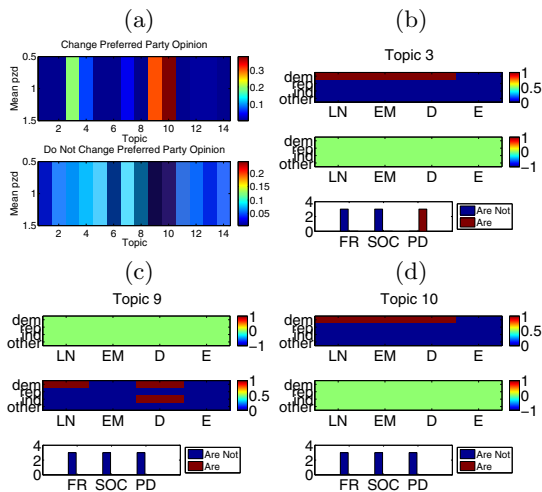 (a)
Change Preferred Party Opinion
Mean pzd
0.5
1
1.5
2 4 6 8 10 12 14
Topic
0.3
0.2
0.1
Do Not Change Preferred Party Opinion
Mean pzd
0.5
1
1.5
2 4 6 8 10 12 14
Topic
0.2
0.15
0.1
0.05
(b)
Topic 3
dem
rep
ind
other
LN EM D E
1
0.5
0
dem
rep
ind
other
LN EM D E
1
0
−1
4
2
0
FR SOC PD
Are Not
Are
(c)
Topic 9
dem
rep
ind
other
LN EM D E
1
0
−1
dem
rep
ind
other
LN EM D E
1
0.5
0
4
2
0
FR SOC PD
Are Not
Are
(d)
Topic 10
dem
rep
ind
other
LN EM D E
1
0.5
0
dem
rep
ind
other
LN EM D E
1
0
−1
4
2
0
FR SOC PD
Are Not
Are